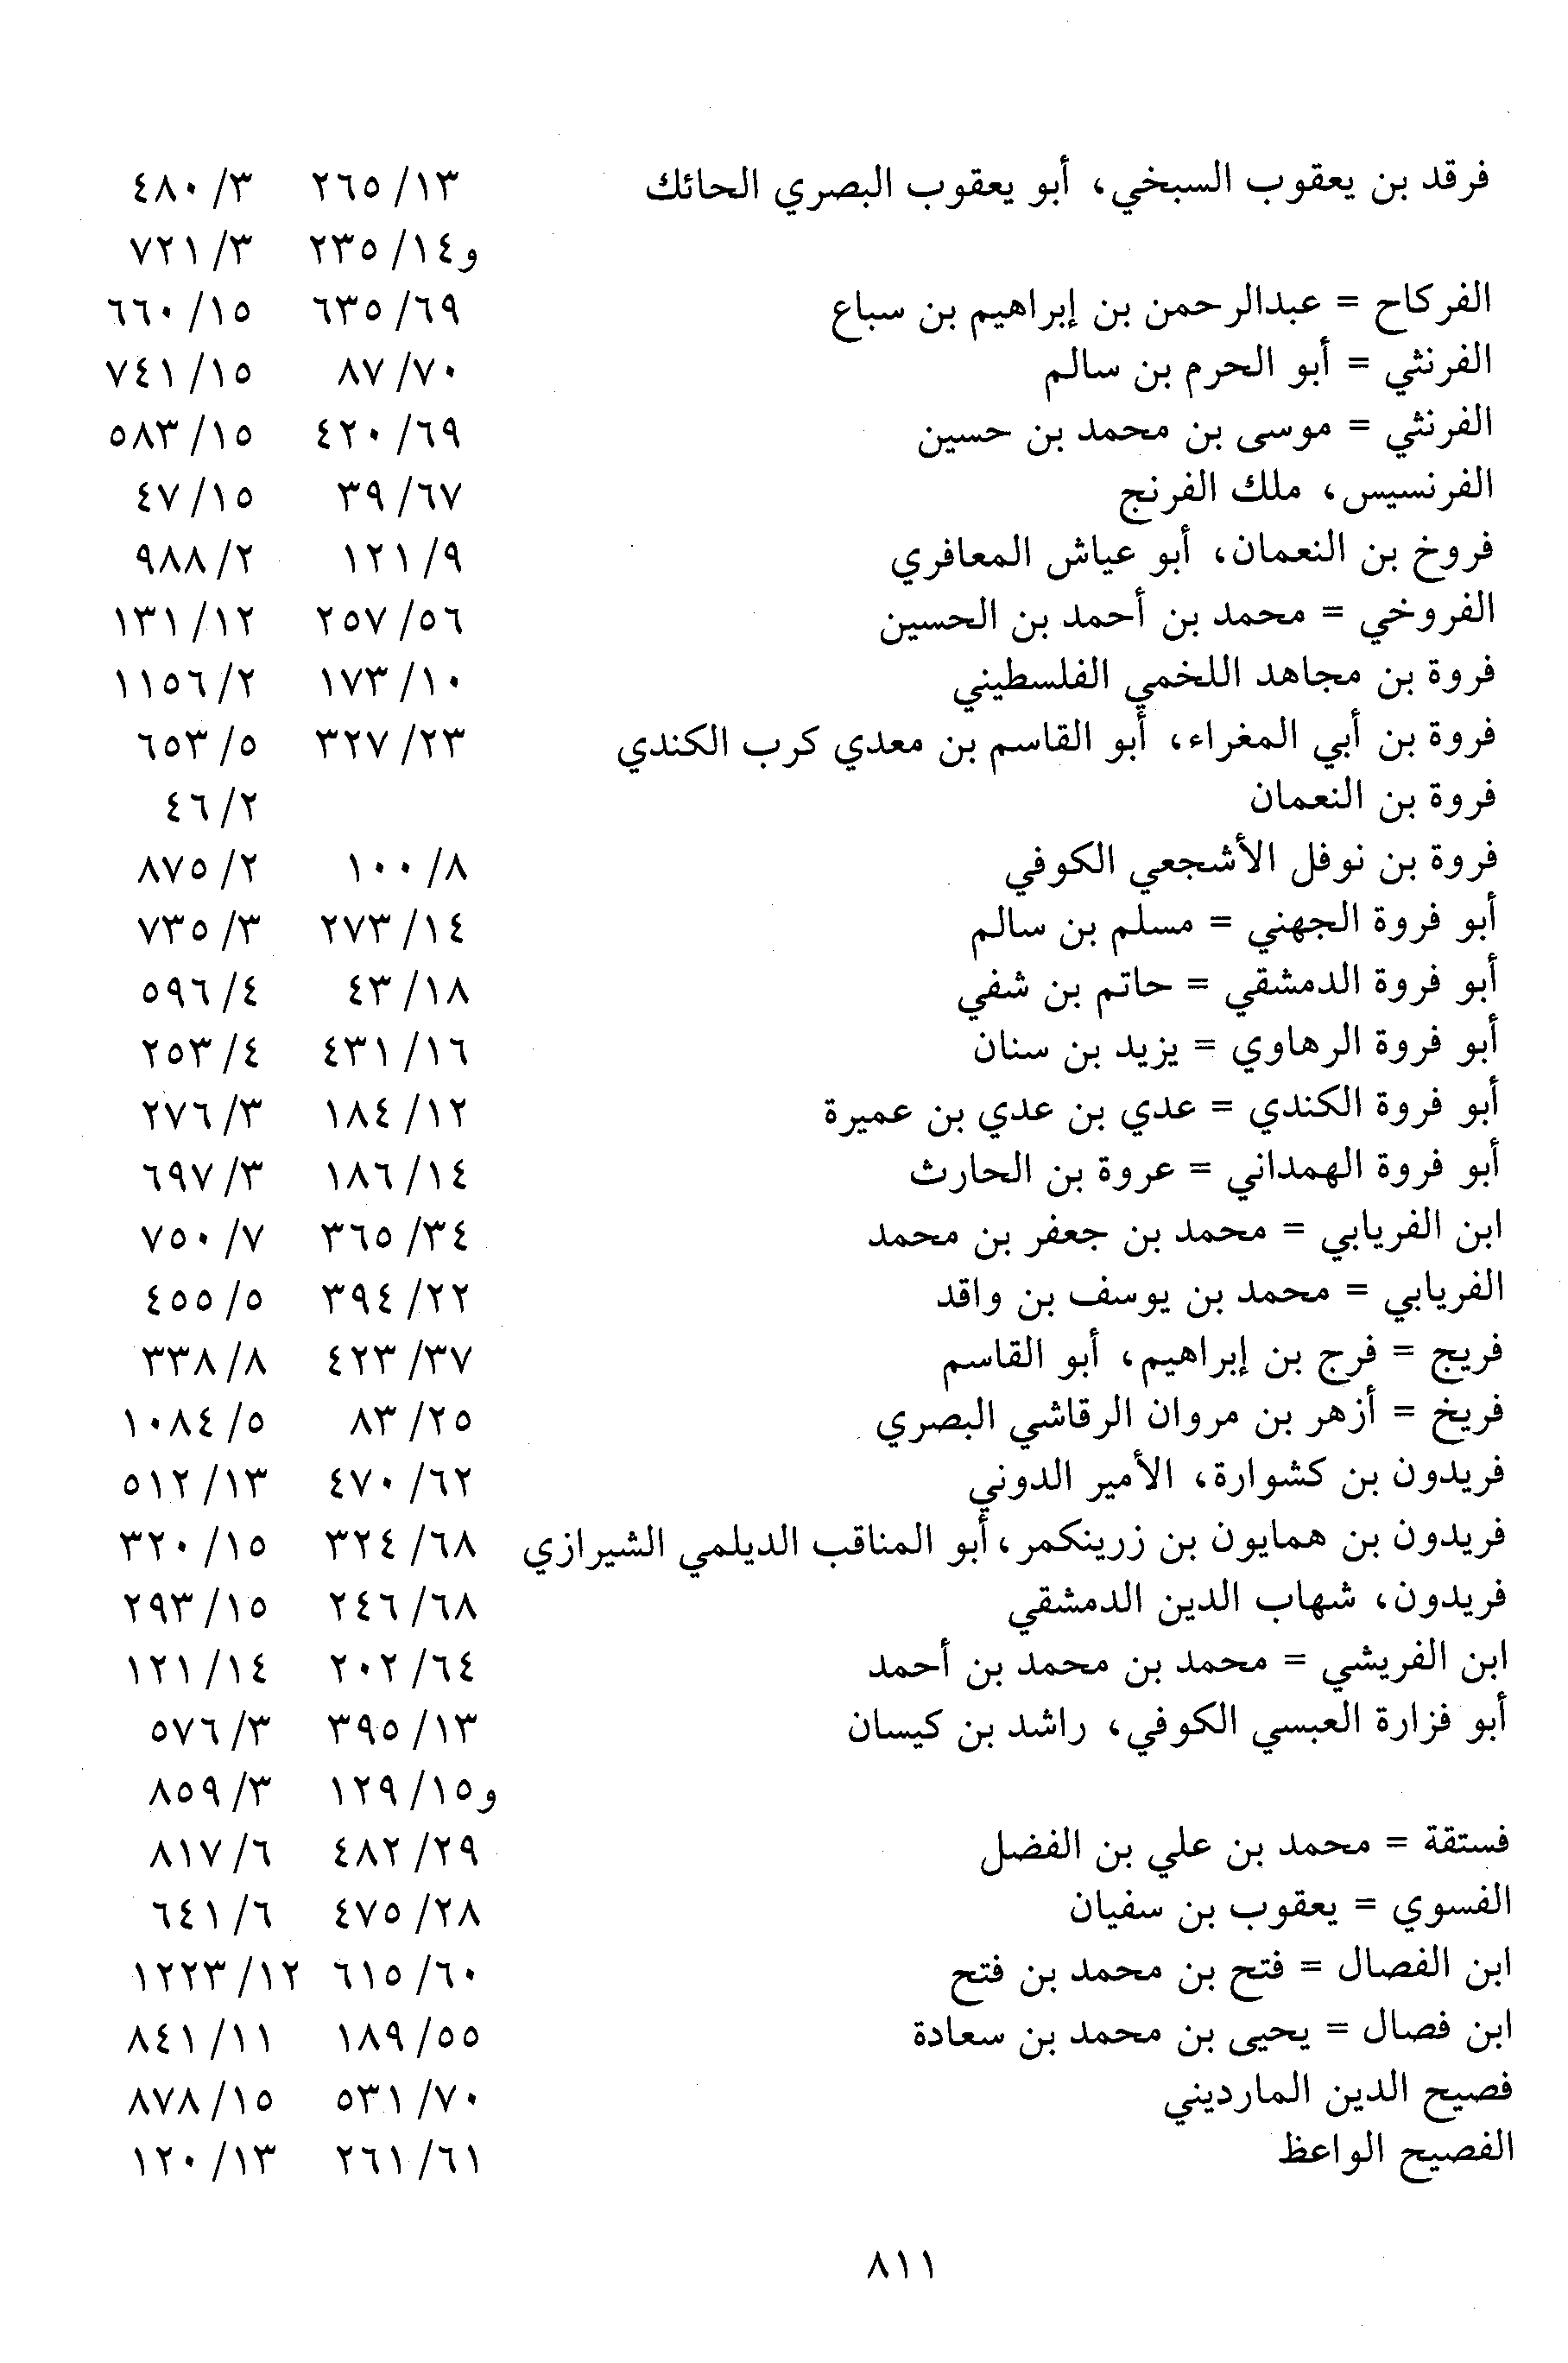 فرقد بن يعقوب السبخي، أبو يعقوب البصري الحائك ١٣/ ٢٦٥ ٣/ ٤٨٠
و١٤/ ٢٣٥ ٣/ ٧٢١
الفركاح = عبدالرحمن بن إبراهيم بن سباع ٦٩/ ٦٣٥ ١٥/ ٦٦٠
الفرنثي = أبو الحرم بن سالم ٧٠/ ٨٧ ١٥/ ٧٤١
الفرنثي = موسى بن محمد بن حسين ٦٩/ ٤٢٠ ١٥/ ٥٨٣
الفرنسيس، ملك الفرنج ٦٧/ ٣٩ ١٥/ ٤٧
فروخ بن النعمان، أبو عياش المعافري ٩/ ١٢١ ٢/ ٩٨٨
الفروخي = محمد بن أحمد بن الحسين ٥٦/ ٢٥٧ ١٢/ ١٣١
فروة بن مجاهد اللخمي الفلسطيني ١٠/ ١٧٣ ٢/ ١١٥٦
فروة بن أبي المغراء، أبو القاسم بن معدي كرب الكندي ٢٣/ ٣٢٧ ٥/ ٦٥٣
فروة بن النعمان ٢/ ٤٦
فروة بن نوفل الأشجعي الكوفي ٨/ ١٠٠ ٢/ ٨٧٥
أبو فروة الجهني = مسلم بن سالم ١٤/ ٢٧٣ ٣/ ٧٣٥
أبو فروة الدمشقي = حاتم بن شفي ١٨/ ٤٣ ٤/ ٥٩٦
أبو فروة الرهاوي = يزيد بن سنان ١٦/ ٤٣١ ٤/ ٢٥٣
أبو فروة الكندي = عدي بن عدي بن عميرة ١٢/ ١٨٤ ٣/ ٢٧٦
أبو فروة الهمداني = عروة بن الحارث ١٤/ ١٨٦ ٣/ ٦٩٧
ابن الفريابي = محمد بن جعفر بن محمد ٣٤/ ٣٦٥ ٧/ ٧٥٠
الفريابي = محمد بن يوسف بن واقد ٢٢/ ٣٩٤ ٥/ ٤٥٥
فريج = فرج بن إبراهيم، أبو القاسم ٣٧/ ٤٢٣ ٨/ ٣٣٨
فريخ = أزهر بن مروان الرقاشي البصري ٢٥/ ٨٣ ٥/ ١٠٨٤
فريدون بن كشوارة، الأمير الدوني ٦٢/ ٤٧٠ ١٣/ ٥١٢
فريدون بن همايون بن زرينكمر، أبو المناقب الديلمي الشيرازي ٦٨/ ٣٢٤ ١٥/ ٣٢٠
فريدون، شهاب الدين الدمشقي ٦٨/ ٢٤٦ ١٥/ ٢٩٣
ابن الفريشي = محمد بن محمد بن أحمد ٦٤/ ٢٠٢ ١٤/ ١٢١
أبو فزارة العبسي الكوفي، راشد بن كيسان ١٣/ ٣٩٥ ٣/ ٥٧٦
و١٥/ ١٢٩ ٣/ ٨٥٩
فستقة = محمد بن علي بن الفضل ٢٩/ ٤٨٢ ٦/ ٨١٧
الفسوي = يعقوب بن سفيان ٢٨/ ٤٧٥ ٦/ ٦٤١
ابن الفصال = فتح بن محمد بن فتح ٦٠/ ٦١٥ ١٢/ ١٢٢٣
ابن فصال = يحيى بن محمد بن سعادة ٥٥/ ١٨٩ ١١/ ٨٤١
فصيح الدين المارديني ٧٠/ ٥٣١ ١٥/ ٨٧٨
الفصيح الواعظ ٦١/ ٢٦١ ١٣/ ١٢٠
٨١١